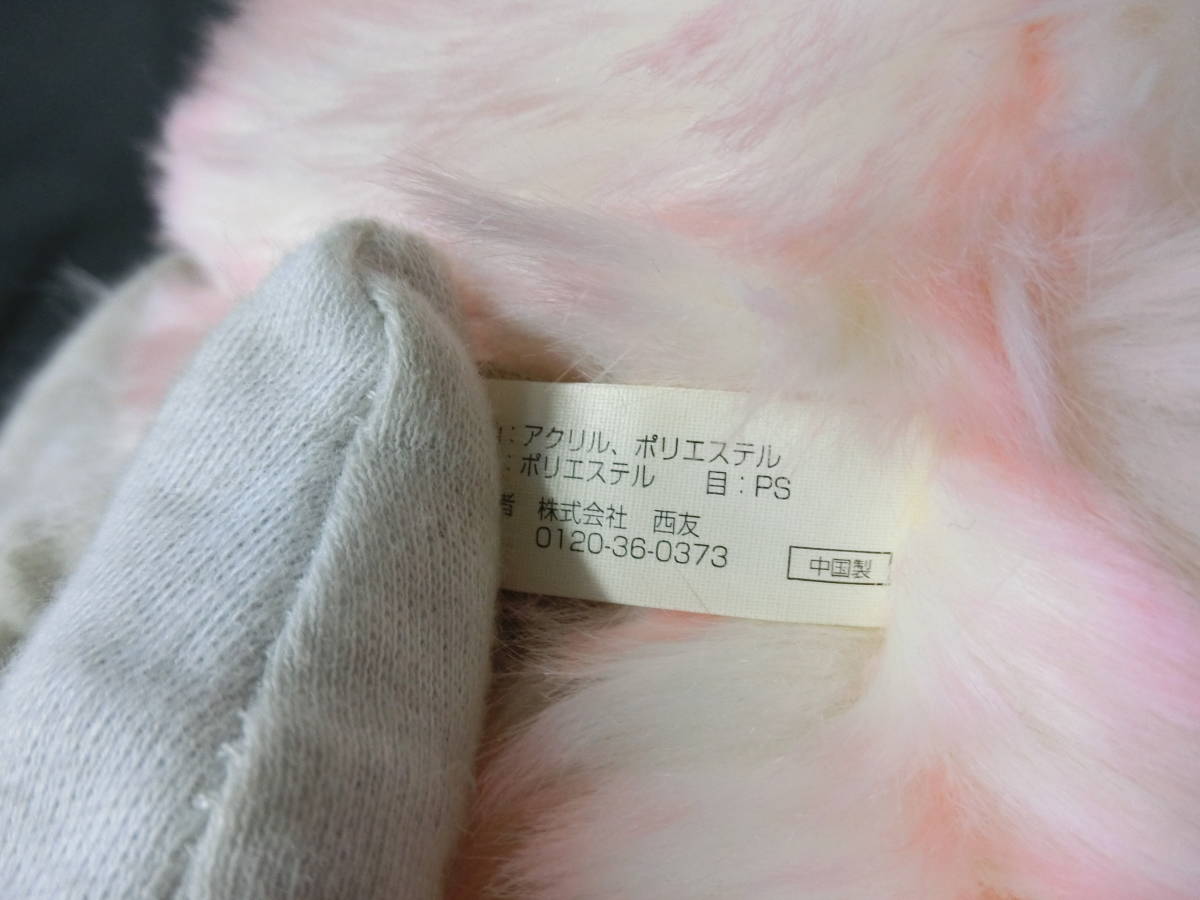 ：アクリル、ポリエステル
：ポリエステル　目：PS
者　株式会社　西友
0120-36-0373
中国製